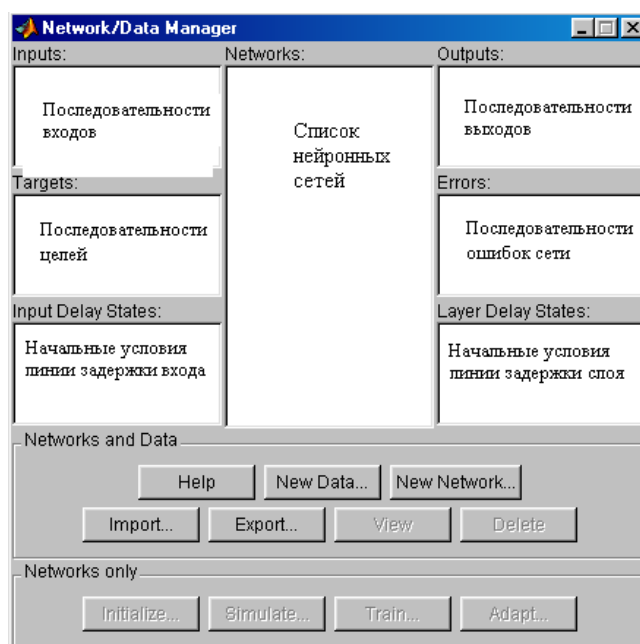 Network/Data Manager
Inputs:
Networks:
Outputs:
Последовательности
входов
Список
нейронных
сетей
Последовательности
выходов
Targets:
Errors:
Последовательности
целей
Последовательности
ошибок сети
Input Delay States:
Layer Delay States:
Начальные условия
линии задержки входа
Начальные условия
линии задержки слоя
Networks and Data
Help
New Data...
New Network...
Import...
Export...
View
Delete
Networks only
Initialize...
Simulate...
Train...
Adapt...